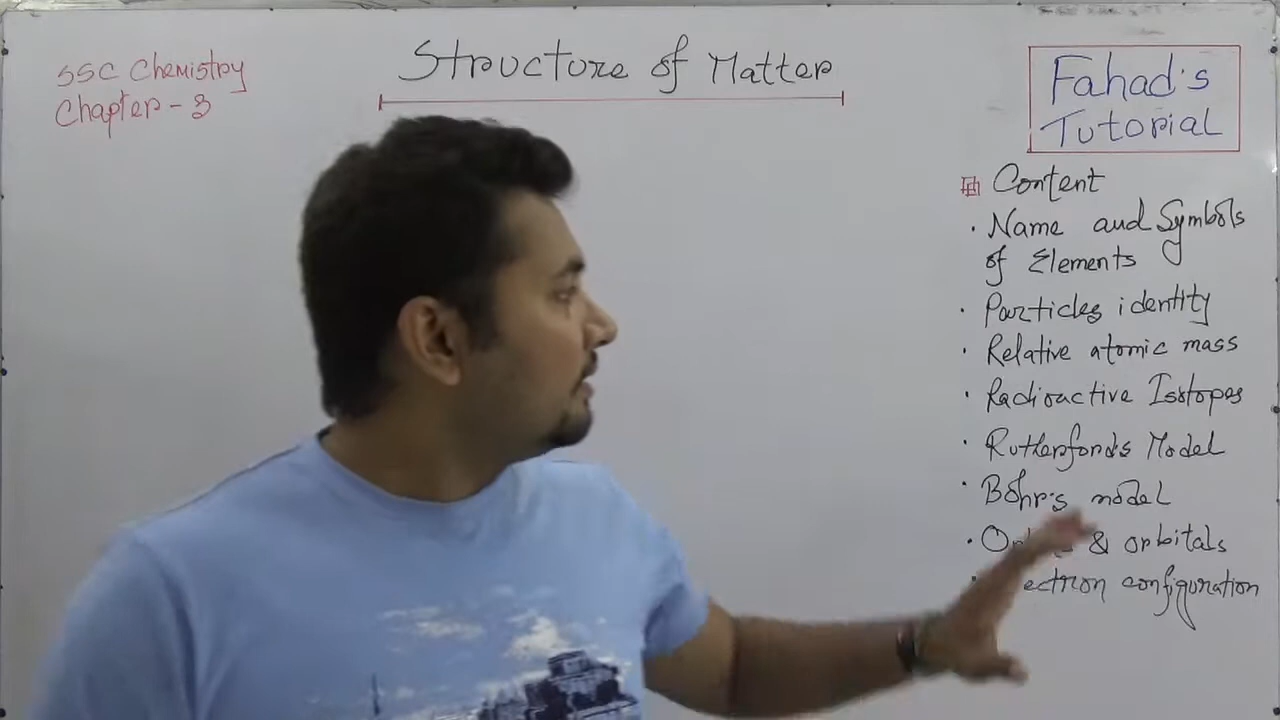 SSC Chemistry
Chapter - 3
Structure of Matter
Fahad's
Tutorial
Content
• Name and Symbols
of Elements
• Particles identity
• Relative atomic mass
• Radioactive Isotopes
• Rutherford's Model
• Bohr's model
• & orbitals
configuration